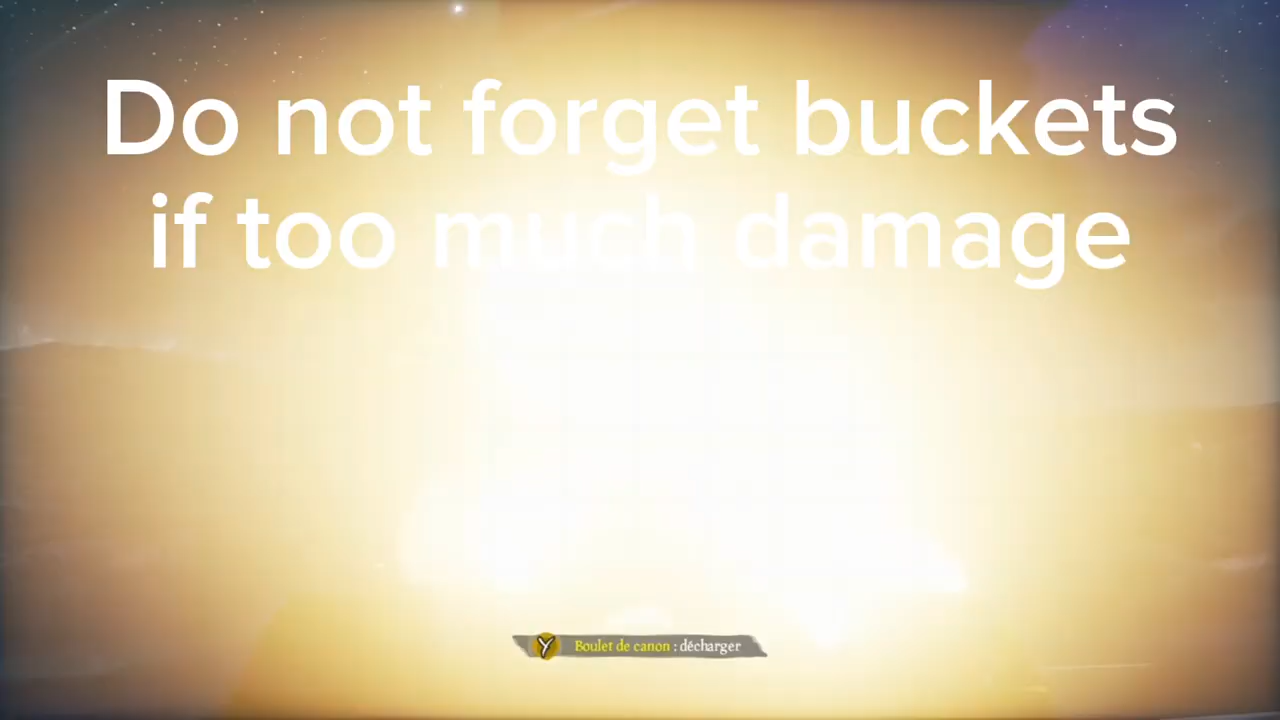 Do not forget buckets
if too much damage
Y Boulet de canon : décharger